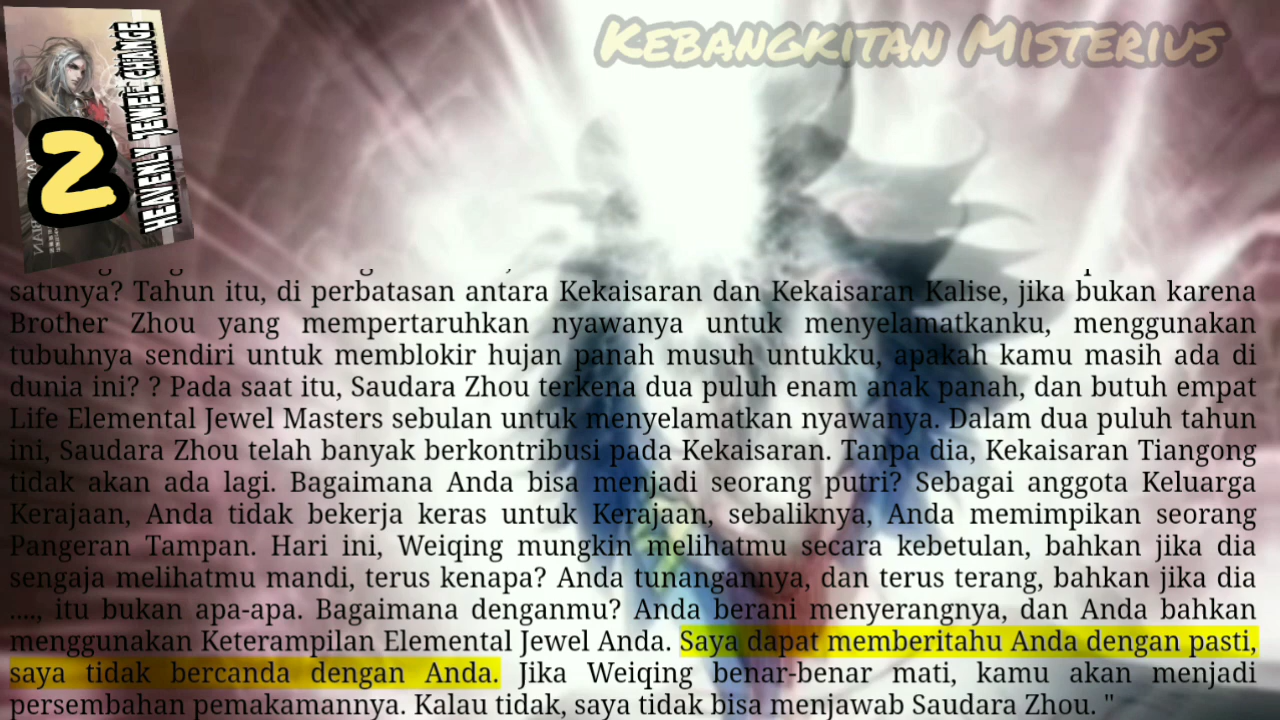 Kebangkitan Misterius
HEAVENLY JEWEL CHANGE
2
satunya? Tahun itu, di perbatasan antara Kekaisaran dan Kekaisaran Kalise, jika bukan karena
Brother Zhou yang mempertaruhkan nyawanya untuk menyelamatkanku, menggunakan
tubuhnya sendiri untuk memblokir hujan panah musuh untukku, apakah kamu masih ada di
dunia ini? ? Pada saat itu, Saudara Zhou terkena dua puluh enam anak panah, dan butuh empat
Life Elemental Jewel Masters sebulan untuk menyelamatkan nyawanya. Dalam dua puluh tahun
ini, Saudara Zhou telah banyak berkontribusi pada Kekaisaran. Tanpa dia, Kekaisaran Tiangong
tidak akan ada lagi. Bagaimana Anda bisa menjadi seorang putri? Sebagai anggota Keluarga
Kerajaan, Anda tidak bekerja keras untuk Kerajaan, sebaliknya, Anda memimpikan seorang
Pangeran Tampan. Hari ini, Weiqing mungkin melihatmu secara kebetulan, bahkan jika dia
sengaja melihatmu mandi, terus kenapa? Anda tunangannya, dan terus terang, bahkan jika dia
...., itu bukan apa-apa. Bagaimana denganmu? Anda berani menyerangnya, dan Anda bahkan
menggunakan Keterampilan Elemental Jewel Anda. Saya dapat memberitahu Anda dengan pasti,
saya tidak bercanda dengan Anda. Jika Weiqing benar-benar mati, kamu akan menjadi
persembahan pemakamannya. Kalau tidak, saya tidak bisa menjawab Saudara Zhou. "